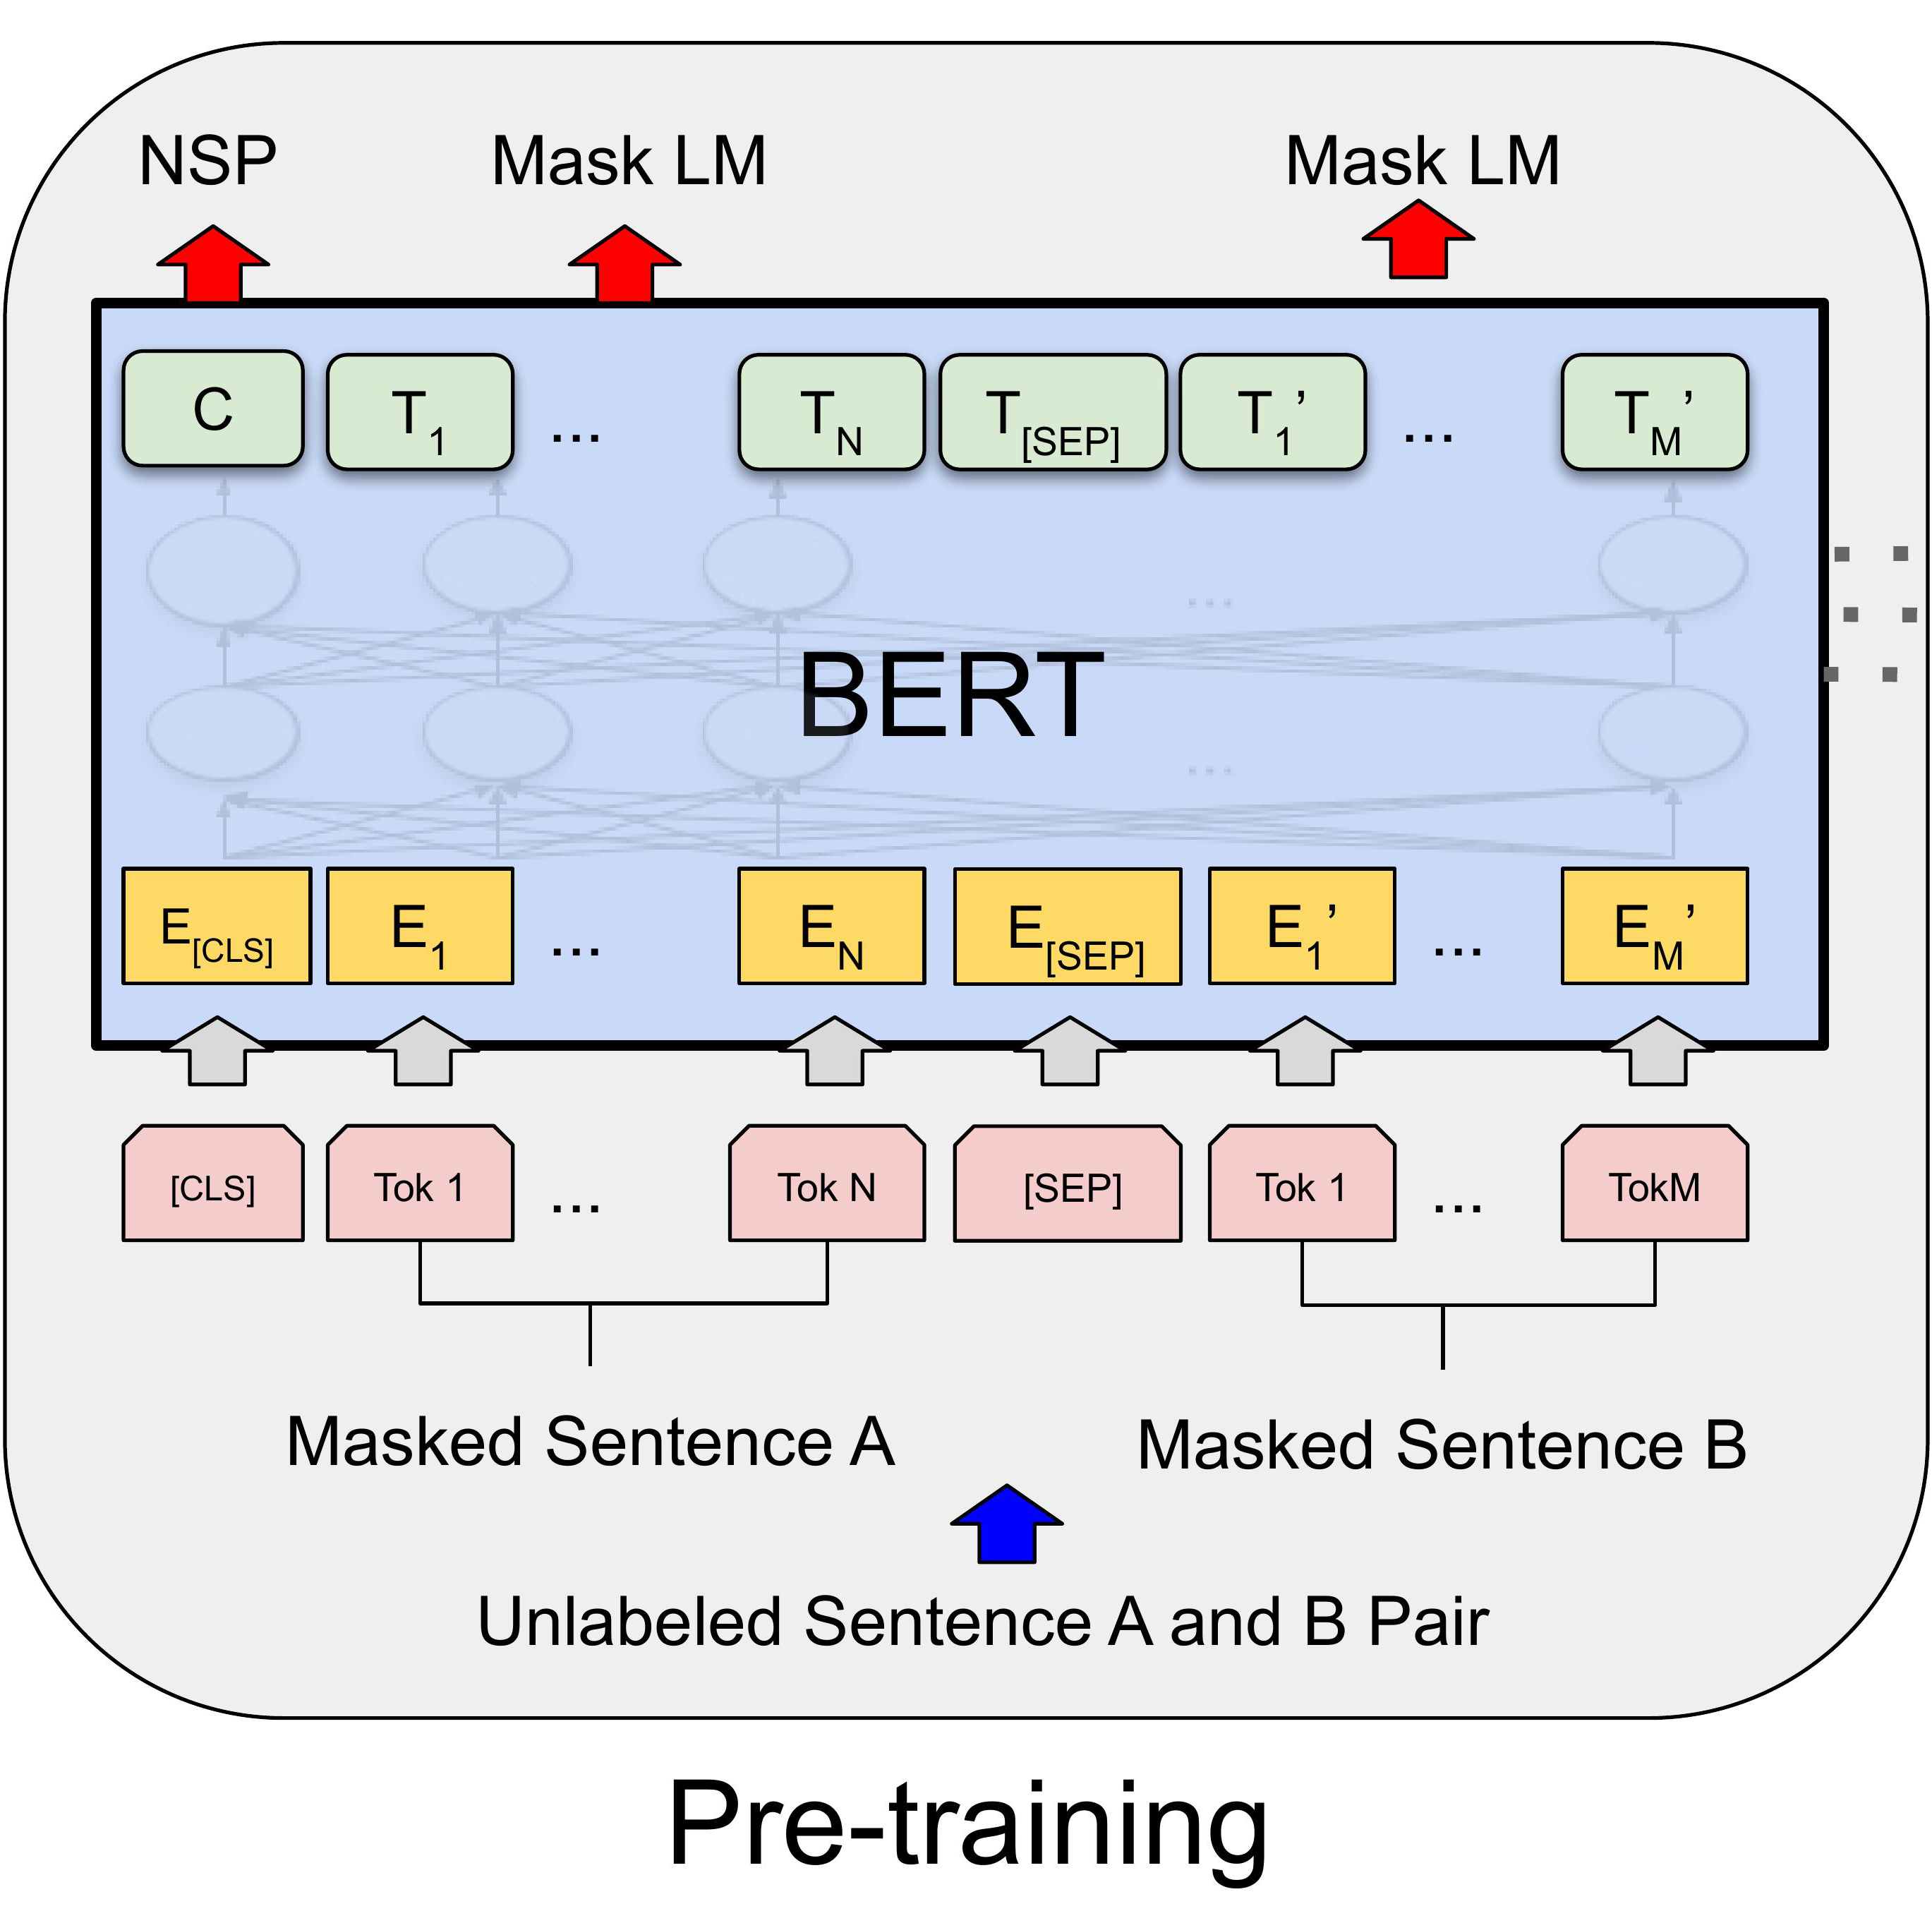 NSP Mask LM Mask LM
C T1 ... TN T[SEP] T1’ ... TM’
...
BERT
...
E[CLS] E1 ... EN E[SEP] E1’ ... EM’
[CLS] Tok 1 ... Tok N [SEP] Tok 1 ... TokM
Masked Sentence A Masked Sentence B
Unlabeled Sentence A and B Pair
Pre-training